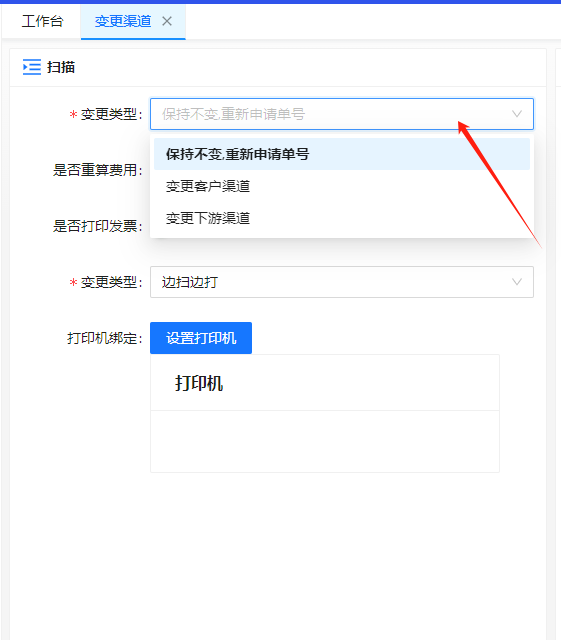 工作台
变更渠道
扫描
* 变更类型：
保持不变,重新申请单号
保持不变,重新申请单号
是否重算费用：
变更客户渠道
变更下游渠道
是否打印发票：
* 变更类型：
边扫边打
打印机绑定：
设置打印机
打印机